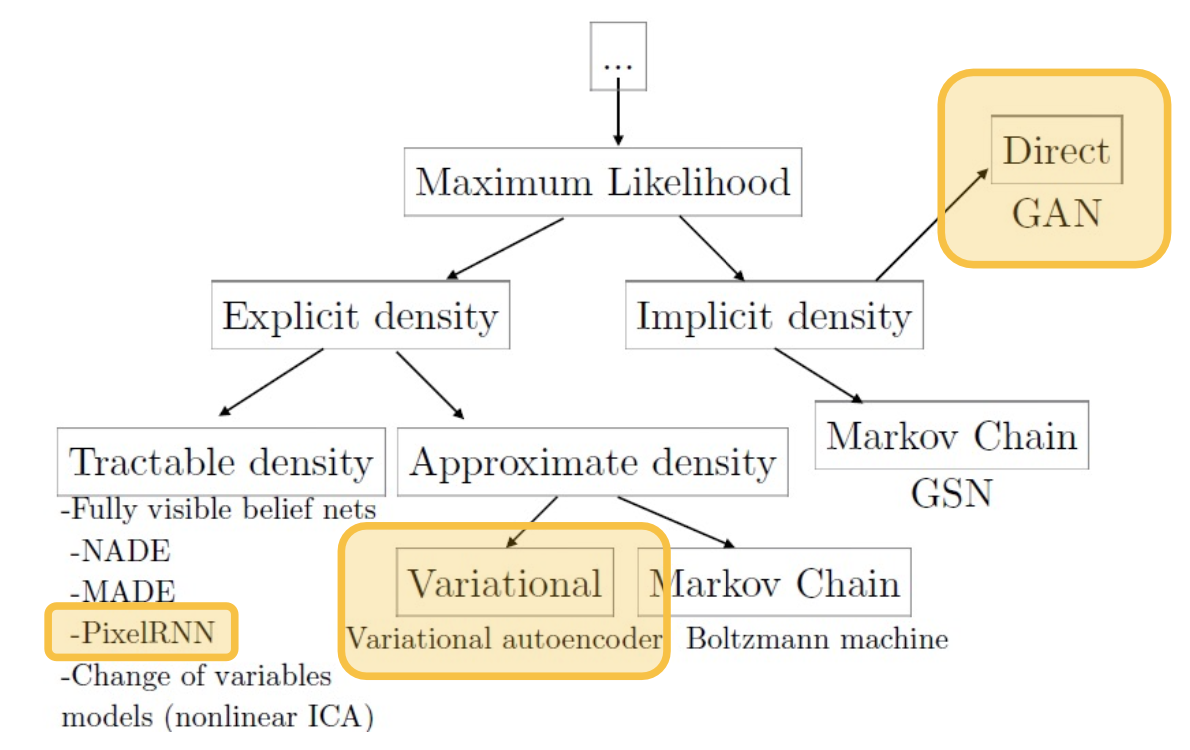 ...
Maximum Likelihood
Direct
GAN
Explicit density
Implicit density
Tractable density
-Fully visible belief nets
-NADE
-MADE
-PixelRNN
-Change of variables
models (nonlinear ICA)
Approximate density
Variational
Variational autoencoder
Markov Chain
Boltzmann machine
Markov Chain
GSN